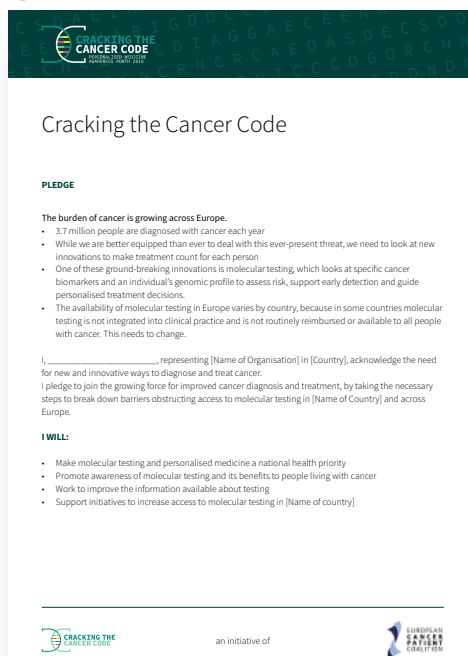 CRACKING THE
CANCER CODE
PERSONALISED MEDICINE
AWARENESS MONTH 2018
Cracking the Cancer Code
PLEDGE
The burden of cancer is growing across Europe.
• 3.7 million people are diagnosed with cancer each year
• While we are better equipped than ever to deal with this ever-present threat, we need to look at new
innovations to make treatment count for each person
• One of these ground-breaking innovations is molecular testing, which looks at specific cancer
biomarkers and an individual's genomic profile to assess risk, support early detection and guide
personalised treatment decisions.
• The availability of molecular testing in Europe varies by country, because in some countries molecular
testing is not integrated into clinical practice and is not routinely reimbursed or available to all people
with cancer. This needs to change.
I, ________________________, representing [Name of Organisation] in [Country], acknowledge the need
for new and innovative ways to diagnose and treat cancer.
I pledge to join the growing force for improved cancer diagnosis and treatment, by taking the necessary
steps to break down barriers obstructing access to molecular testing in [Name of Country] and across
Europe.
I WILL:
• Make molecular testing and personalised medicine a national health priority
• Promote awareness of molecular testing and its benefits to people living with cancer
• Work to improve the information available about testing
• Support initiatives to increase access to molecular testing in [Name of country]
CRACKING THE
CANCER CODE
an initiative of
EUROPEAN
CANCER
PATIENT
COALITION